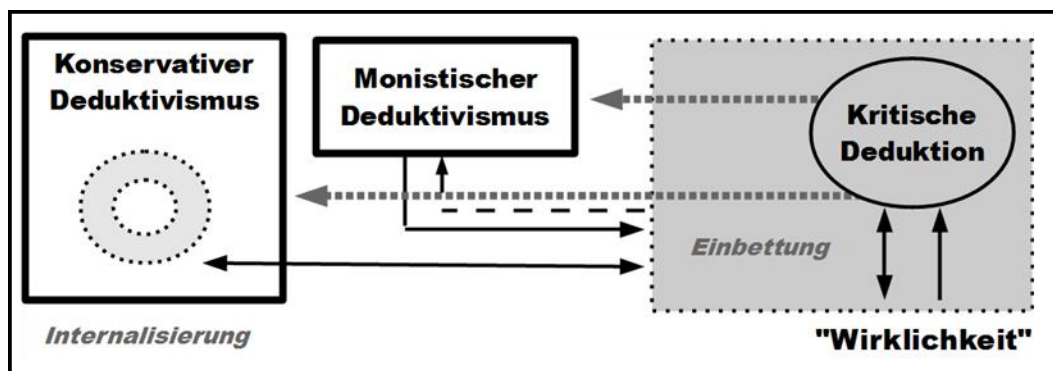 Konservativer
Deduktivismus
Monistischer
Deduktivismus
Kritische
Deduktion
Einbettung
Internalisierung
"Wirklichkeit"